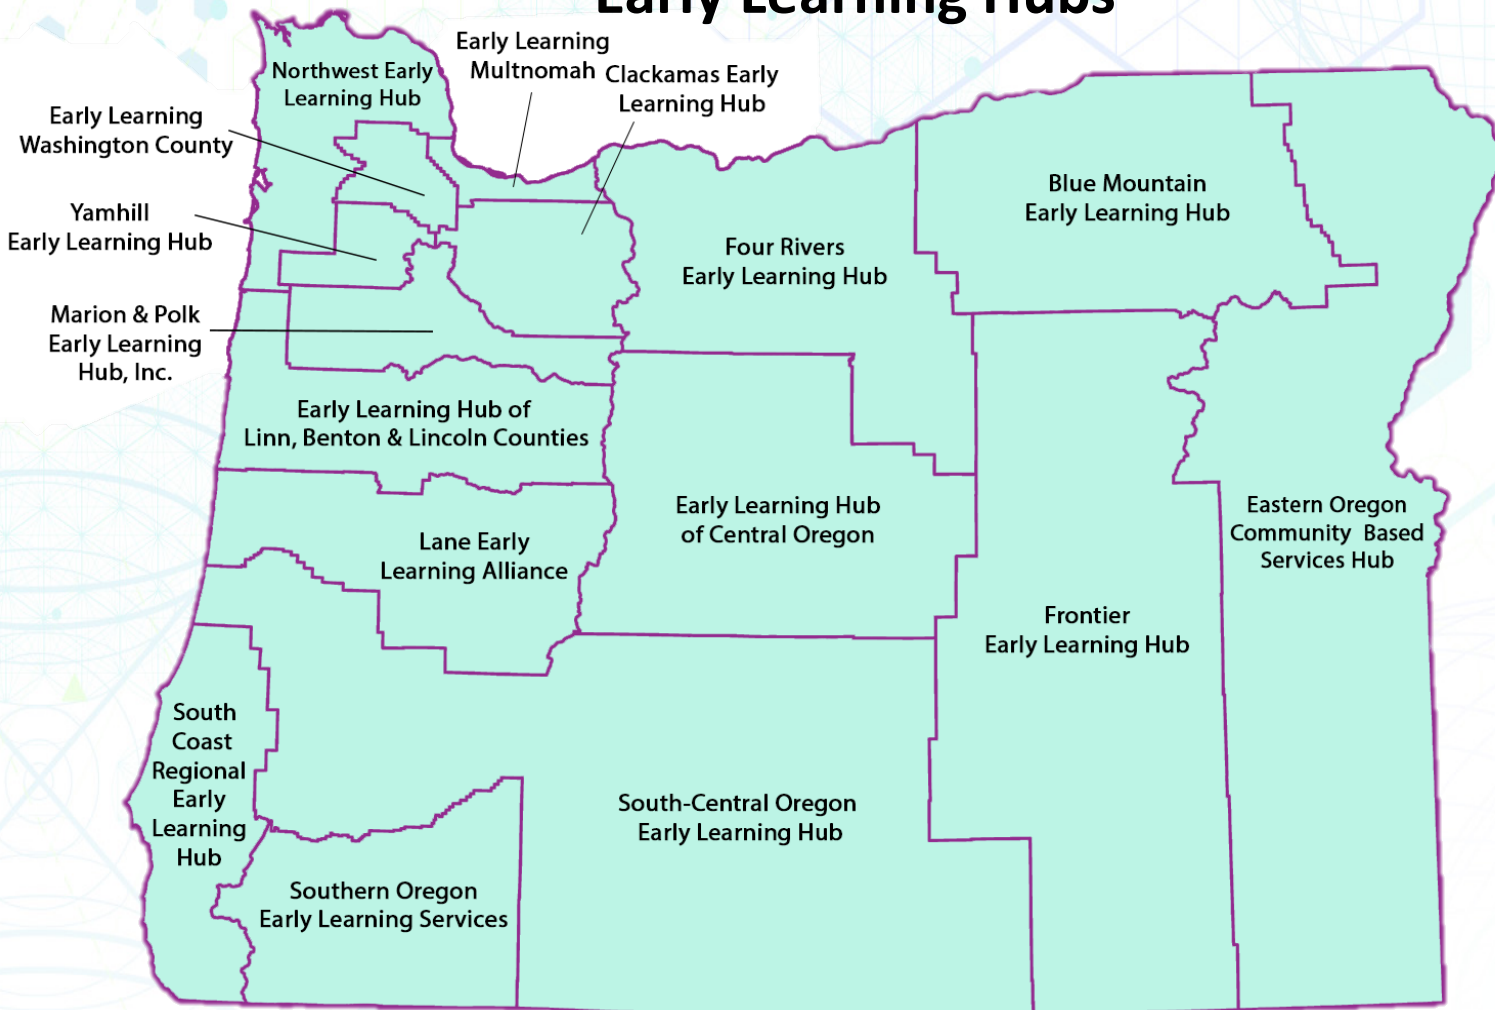 Early Learning Hubs
Early Learning
Multnomah
Clackamas Early
Learning Hub
Northwest Early
Learning Hub
Early Learning
Washington County
Yamhill
Early Learning Hub
Marion & Polk
Early Learning
Hub, Inc.
Blue Mountain
Early Learning Hub
Four Rivers
Early Learning Hub
Early Learning Hub of
Linn, Benton & Lincoln Counties
Early Learning Hub
of Central Oregon
Eastern Oregon
Community Based
Services Hub
Lane Early
Learning Alliance
Frontier
Early Learning Hub
South
Coast
Regional
Early
Learning
Hub
South-Central Oregon
Early Learning Hub
Southern Oregon
Early Learning Services